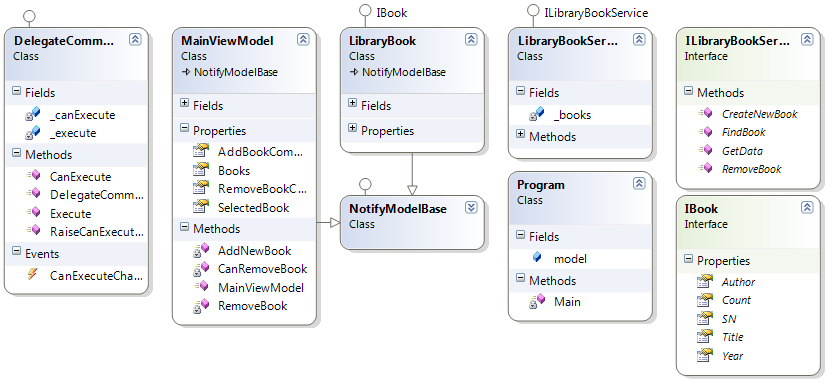 DelegateComm...
Class
Fields
_canExecute
_execute
Methods
CanExecute
DelegateComm...
Execute
RaiseCanExecut...
Events
CanExecuteCha...
MainViewModel
Class
NotifyModelBase
Fields
Properties
AddBookCom...
Books
RemoveBookC...
SelectedBook
Methods
AddNewBook
CanRemoveBook
MainViewModel
RemoveBook
IBook
LibraryBook
Class
NotifyModelBase
Fields
Properties
NotifyModelBase
Class
ILibraryBookService
LibraryBookSer...
Class
Fields
_books
Methods
Program
Class
Fields
model
Methods
Main
ILibraryBookSer...
Interface
Methods
CreateNewBook
FindBook
GetData
RemoveBook
IBook
Interface
Properties
Author
Count
SN
Title
Year